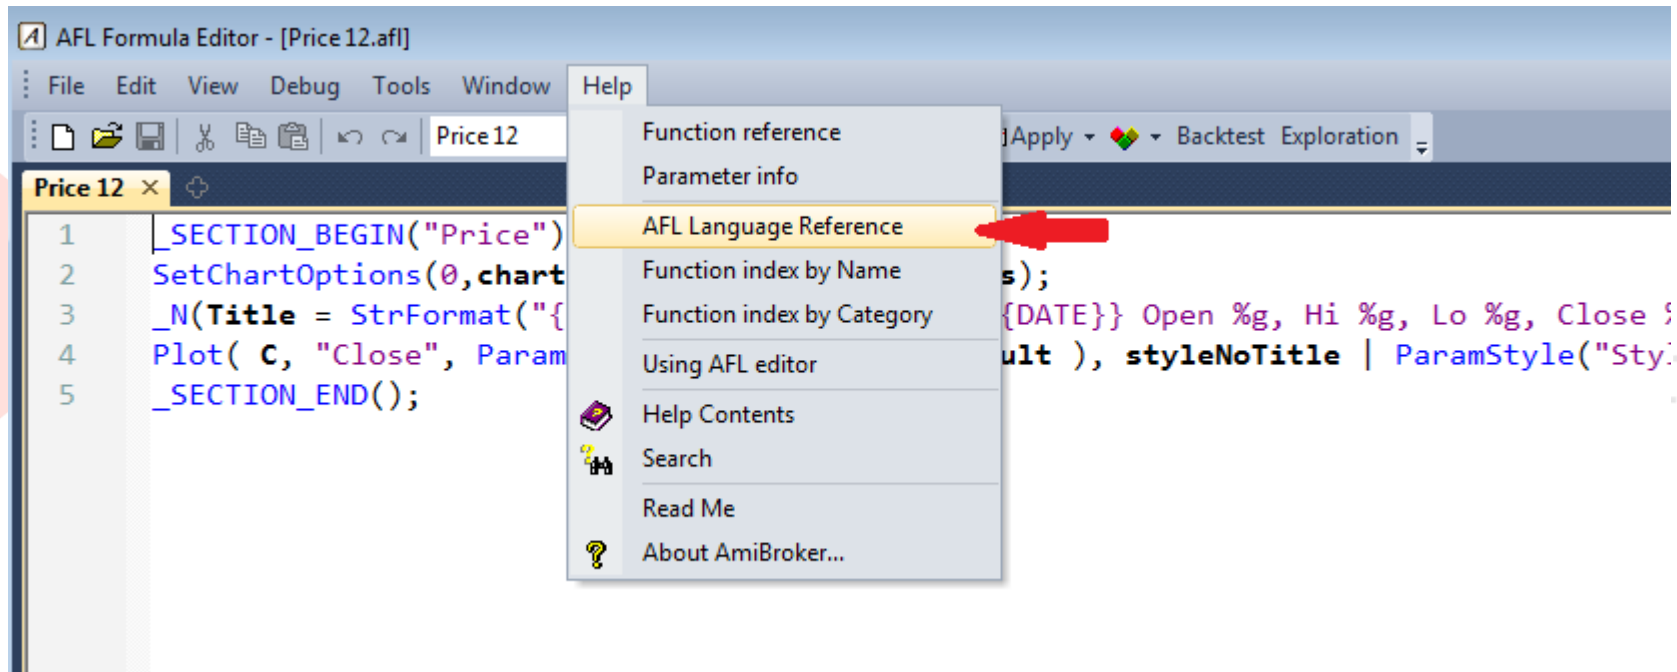 AFL Formula Editor - [Price 12.afl]
File Edit View Debug Tools Window Help
Price 12 Apply Backtest Exploration
Price 12
Function reference
Parameter info
AFL Language Reference
Function index by Name
Function index by Category
Using AFL editor
Help Contents
Search
Read Me
About AmiBroker...
1 _SECTION_BEGIN("Price")
2 SetChartOptions(0,chart s);
3 _N(Title = StrFormat("{ {DATE}} Open %g, Hi %g, Lo %g, Close
4 Plot( C, "Close", Param ult ), styleNoTitle | ParamStyle("Sty
5 _SECTION_END();